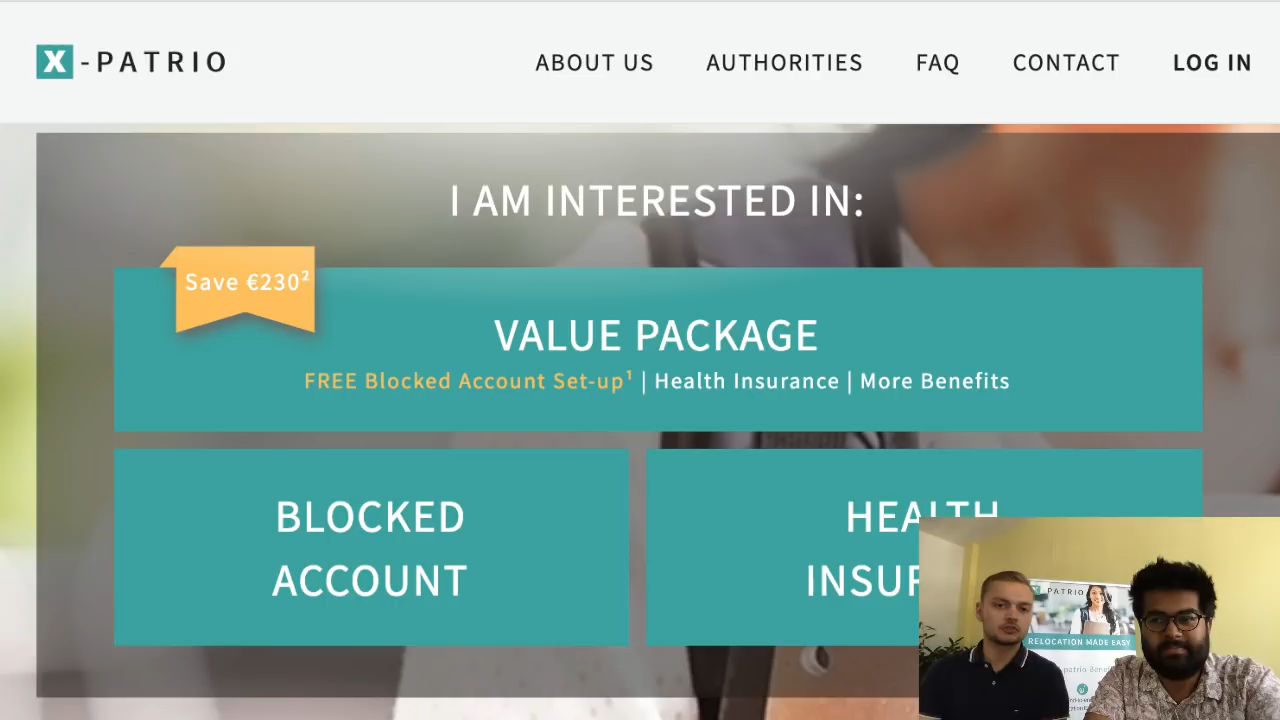 X-PATRIO
ABOUT US AUTHORITIES FAQ CONTACT LOG IN
I AM INTERESTED IN:
Save €230²
VALUE PACKAGE
FREE Blocked Account Set-up¹ | Health Insurance | More Benefits
BLOCKED
ACCOUNT
HEALTH
INSUR
X PATRIO
RELOCATION MADE EASY